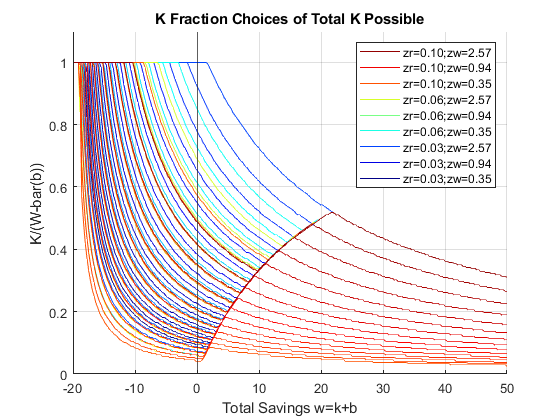 K Fraction Choices of Total K Possible
K/(W-bar(b))
1
0.8
0.6
0.4
0.2
0
-20
-10
0
10
20
30
40
50
Total Savings w=k+b
zr=0.10;zw=2.57
zr=0.10;zw=0.94
zr=0.10;zw=0.35
zr=0.06;zw=2.57
zr=0.06;zw=0.94
zr=0.06;zw=0.35
zr=0.03;zw=2.57
zr=0.03;zw=0.94
zr=0.03;zw=0.35